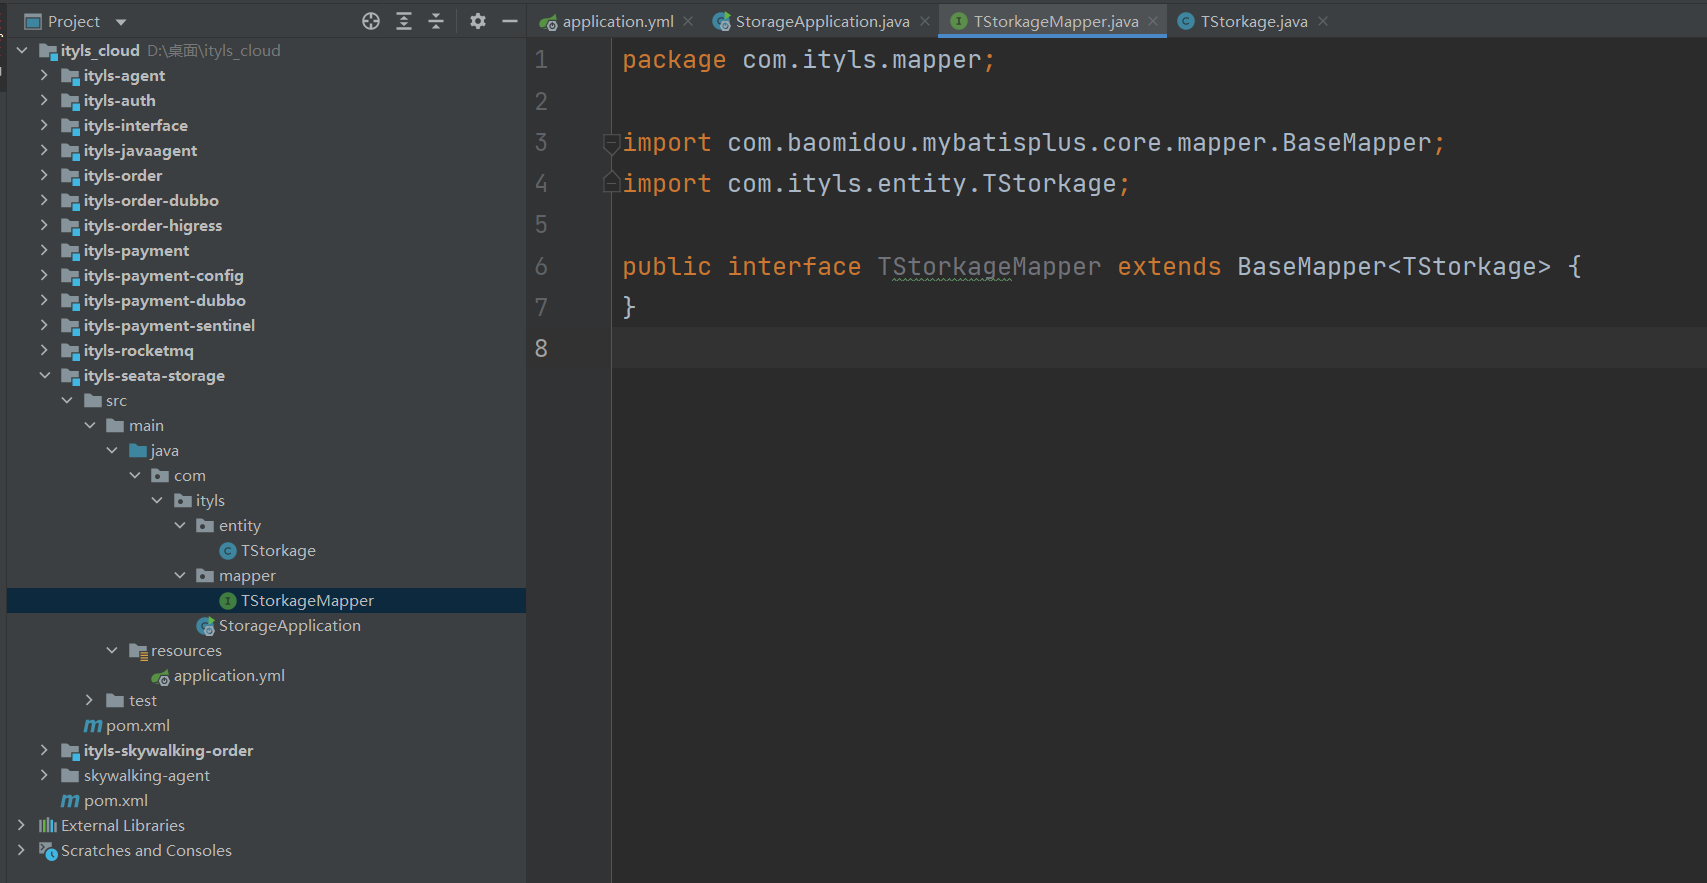 Project
application.yml
StorageApplication.java
TStorkageMapper.java
TStorkage.java
ityls_cloud D:\桌面\ityls_cloud
ityls-agent
ityls-auth
ityls-interface
ityls-javaagent
ityls-order
ityls-order-dubbo
ityls-order-higress
ityls-payment
ityls-payment-config
ityls-payment-dubbo
ityls-payment-sentinel
ityls-rocketmq
ityls-seata-storage
src
main
java
com
ityls
entity
TStorkage
mapper
TStorkageMapper
StorageApplication
resources
application.yml
test
pom.xml
ityls-skywalking-order
skywalking-agent
pom.xml
External Libraries
Scratches and Consoles
1 package com.ityls.mapper;
2
3 import com.baomidou.mybatisplus.core.mapper.BaseMapper;
4 import com.ityls.entity.TStorkage;
5
6 public interface TStorkageMapper extends BaseMapper<TStorkage> {
7 }
8